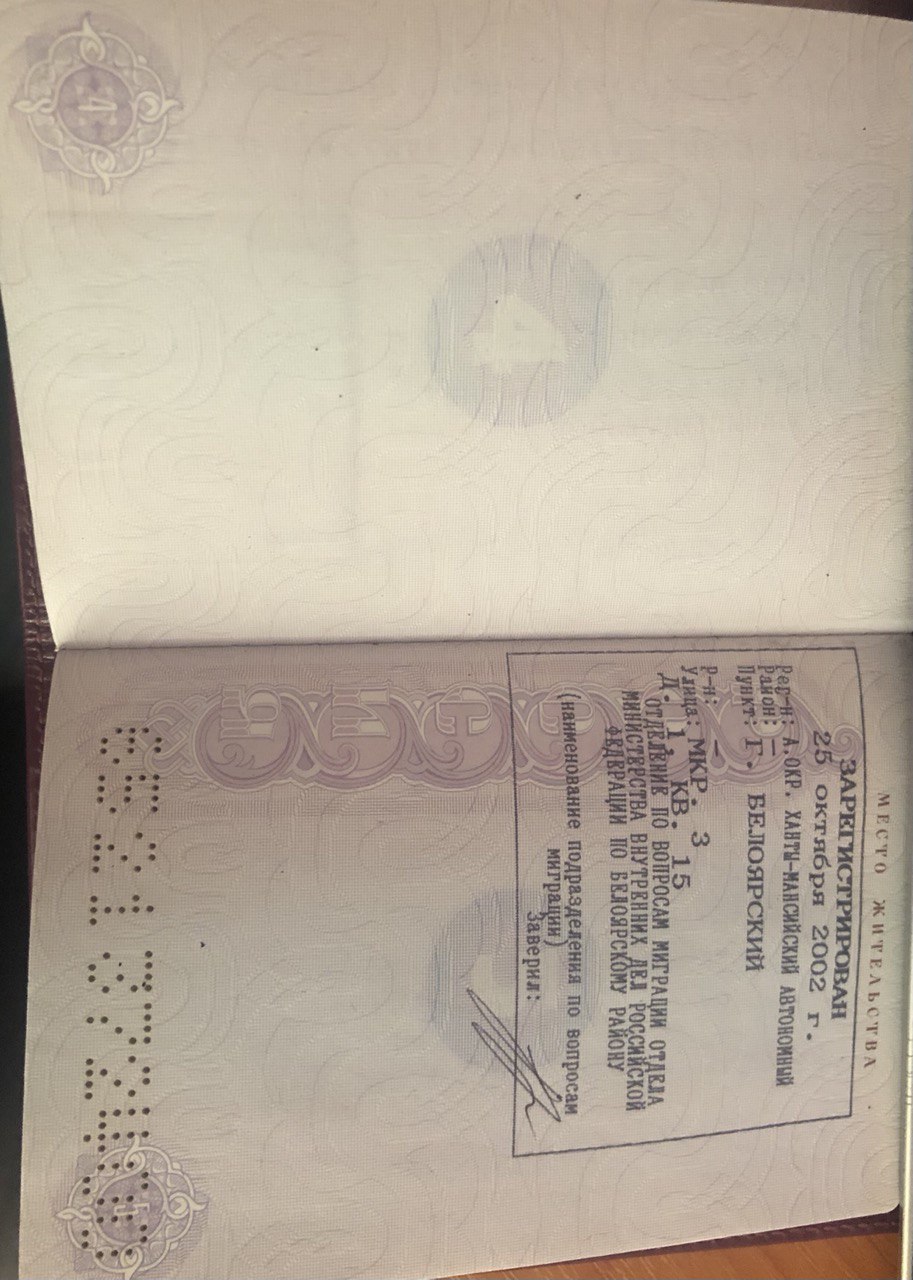 4
4
МЕСТО ЖИТЕЛЬСТВА
ЗАРЕГИСТРИРОВАН
25 октября 2002 г.
Рег-н: А.ОКР. ХАНТЫ-МАНСИЙСКИЙ АВТОНОМНЫЙ
Район: –
Пункт: Г. БЕЛОЯРСКИЙ
Р-н: –
Улица: МКР. 3
Д. 1, КВ. 15
ОТДЕЛЕНИЕ ПО ВОПРОСАМ МИГРАЦИИ ОТДЕЛА
МИНИСТЕРСТВА ВНУТРЕННИХ ДЕЛ РОССИЙСКОЙ
ФЕДЕРАЦИИ ПО БЕЛОЯРСКОМУ РАЙОНУ
(наименование подразделения по вопросам
миграции)
Заверил:
5